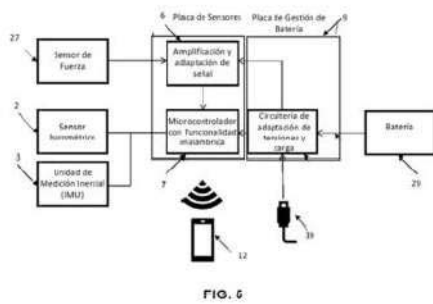 6
Placa de Sensores
Placa de Gestión de
Batería
9
27
Sensor de
Fuerza
Amplificación y
adaptación de
señal
2
Sensor
barométrico
Microcontrolador
con funcionalidad
inalámbrica
Circuitería de
adaptación de
tensiones y
carga
Batería
3
Unidad de
Medición Inercial
(IMU)
7
29
12
FIG. 5